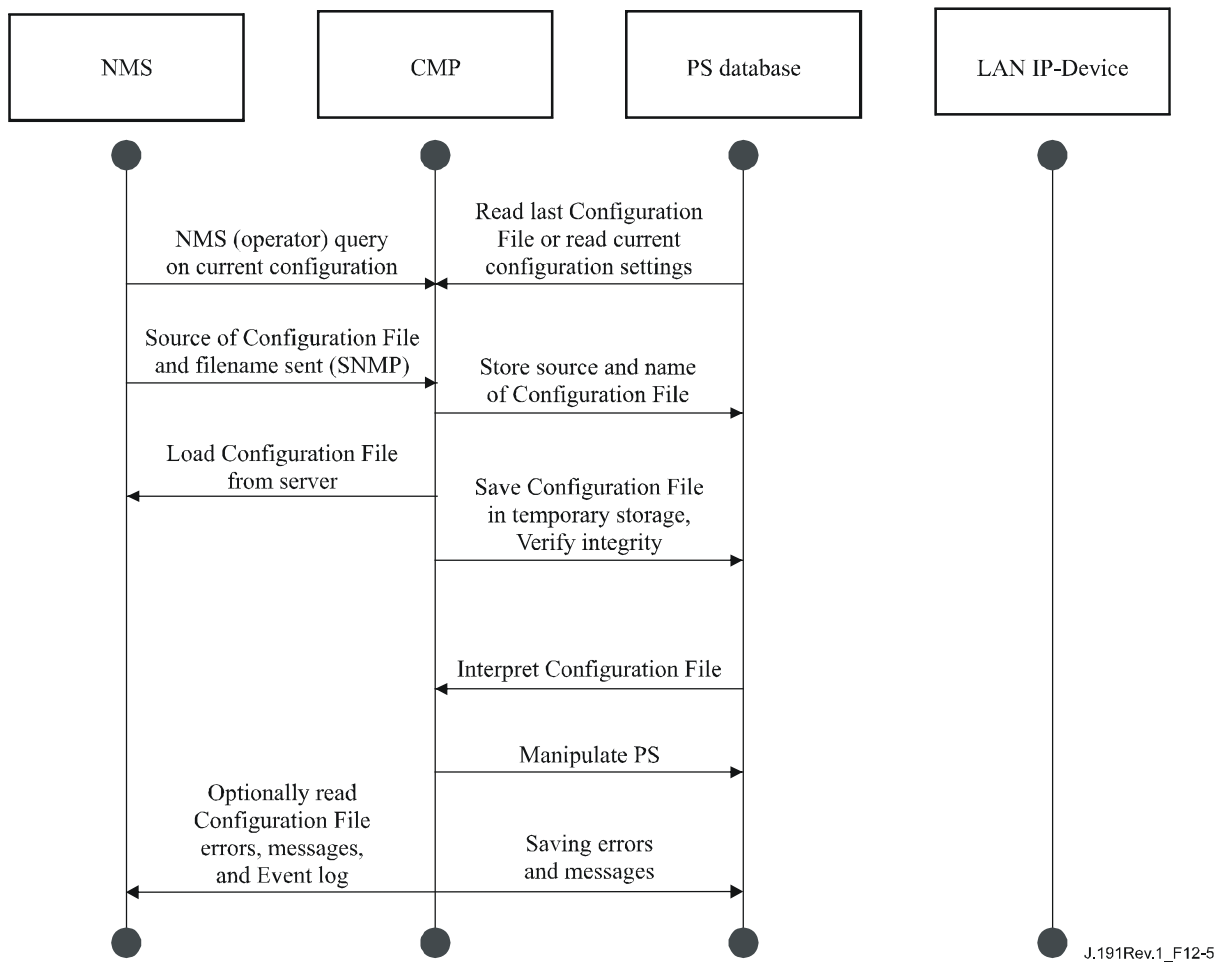 NMS
CMP
PS database
LAN IP-Device
NMS (operator) query
on current configuration
Read last Configuration
File or read current
configuration settings
Source of Configuration File
and filename sent (SNMP)
Store source and name
of Configuration File
Load Configuration File
from server
Save Configuration File
in temporary storage,
Verify integrity
Interpret Configuration File
Manipulate PS
Optionally read
Configuration File
errors, messages,
and Event log
Saving errors
and messages
J.191Rev.1_F12-5